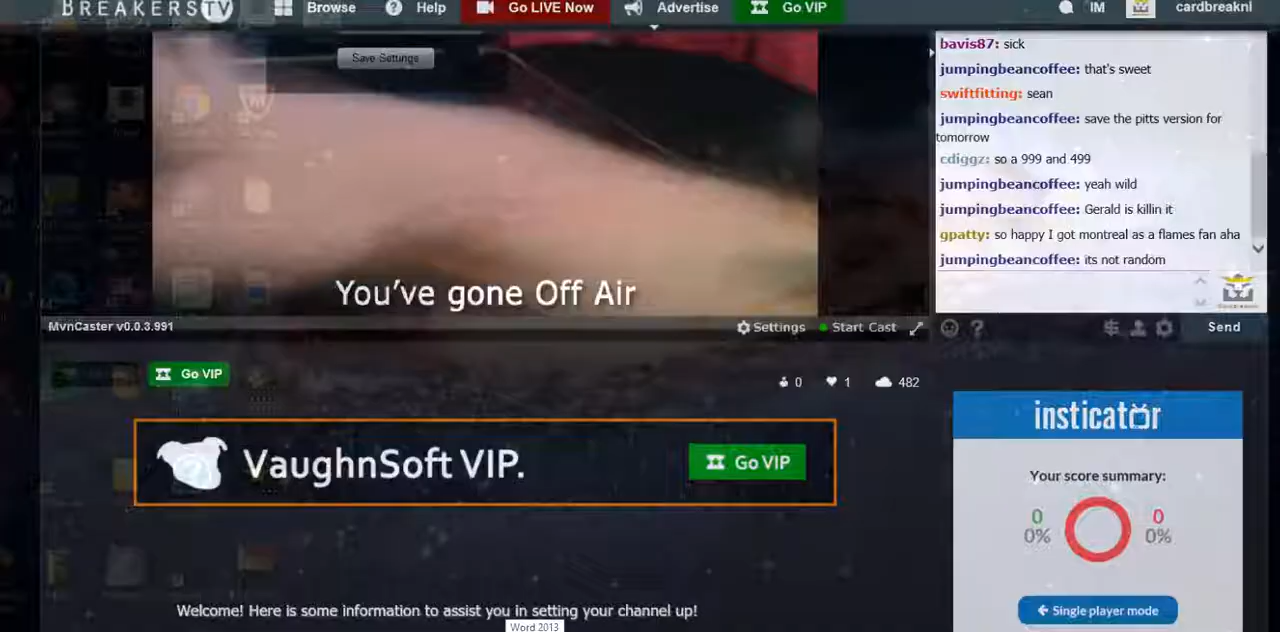 BREAKERSTV Browse Help Go LIVE Now Advertise Go VIP IM cardbreakni
Save Settings
bavis87: sick
jumpingbeancoffee: that's sweet
swiftfitting: sean
jumpingbeancoffee: save the pitts version for
tomorrow
cdiggz: so a 999 and 499
jumpingbeancoffee: yeah wild
jumpingbeancoffee: Gerald is killin it
gpatty: so happy I got montreal as a flames fan aha
jumpingbeancoffee: its not random
You've gone Off Air
MvnCaster v0.0.3.991 Settings Start Cast Send
Go VIP 0 1 482
VaughnSoft VIP. Go VIP
insticator
Your score summary:
0 0
0% 0%
Single player mode
Welcome! Here is some information to assist you in setting your channel up!
Word 2013